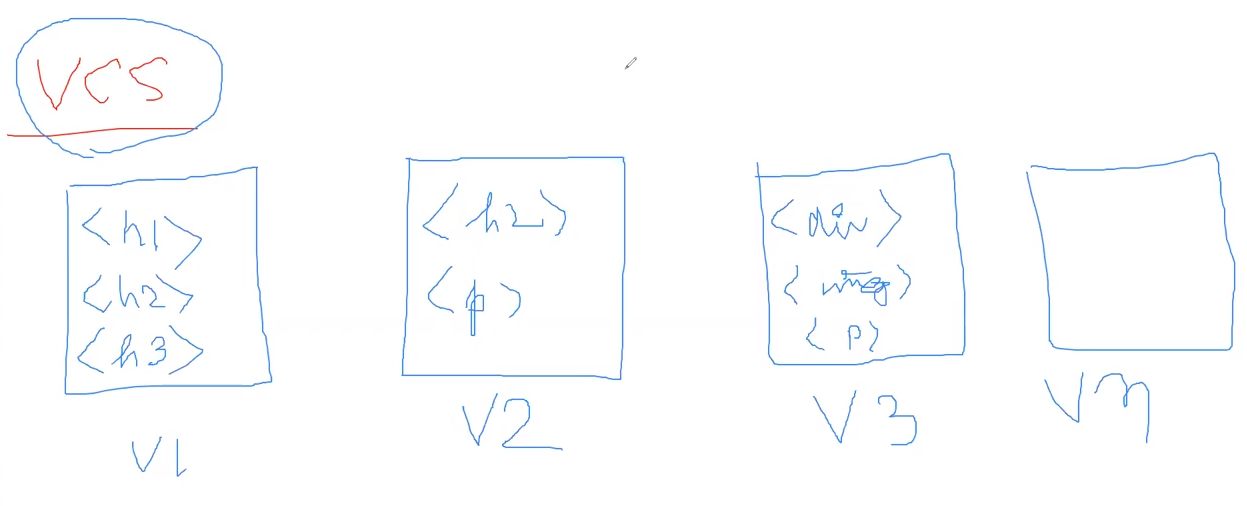 VCS
<h1>
<h2>
<h3>
V1
<h2>
<p>
V2
<div>
<img>
<p>
V3
Vn